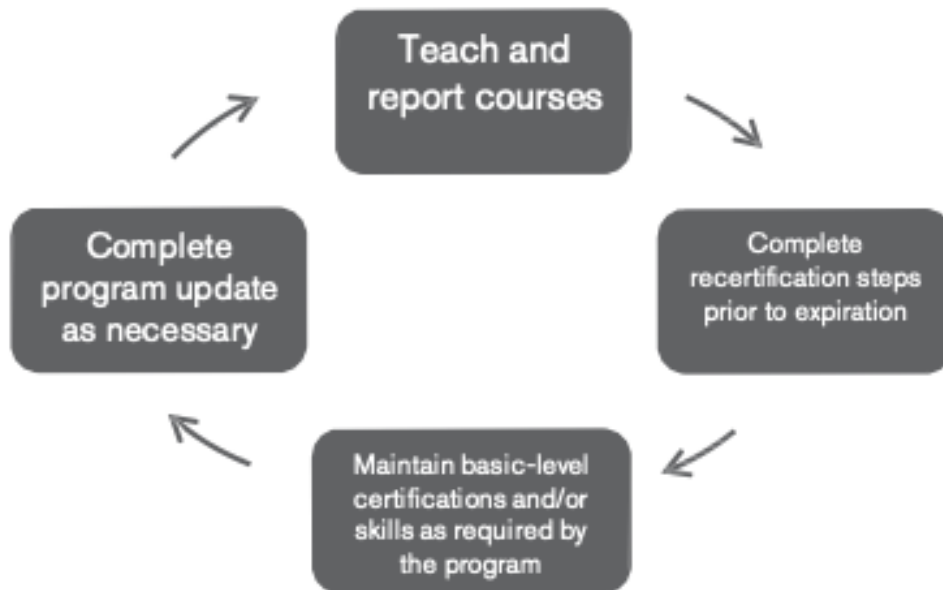 Teach and
report courses
Complete
recertification steps
prior to expiration
Maintain basic-level
certifications and/or
skills as required by
the program
Complete
program update
as necessary